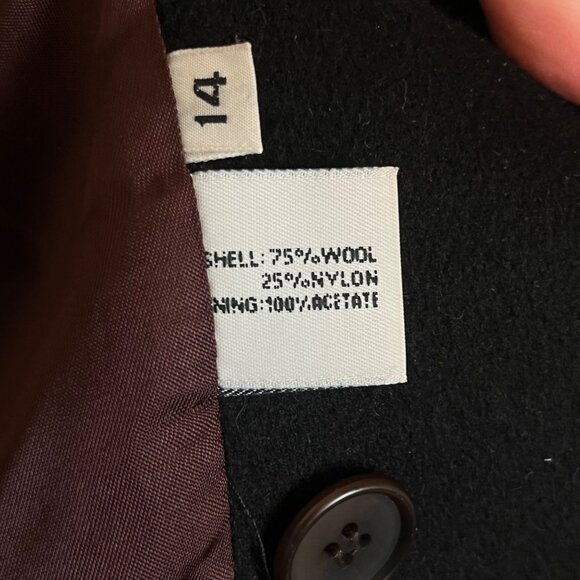 14
SHELL: 75%WOOL
25%NYLON
NING:100%ACETATE